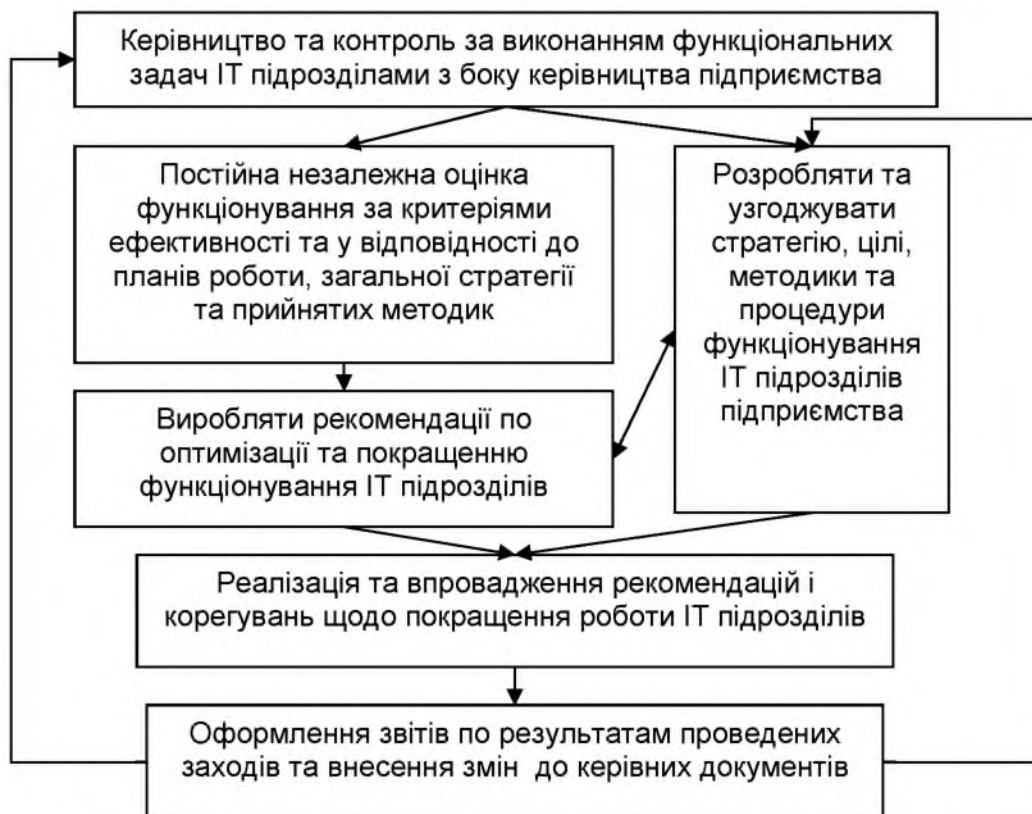 Керівництво та контроль за виконанням функціональних
задач ІТ підрозділами з боку керівництва підприємства
Постійна незалежна оцінка
функціонування за критеріями
ефективності та у відповідності до
планів роботи, загальної стратегії
та прийнятих методик
Розробляти та
узгоджувати
стратегію, цілі,
методики та
процедури
функціонування
ІТ підрозділів
підприємства
Виробляти рекомендації по
оптимізації та покращенню
функціонування ІТ підрозділів
Реалізація та впровадження рекомендацій і
корегувань щодо покращення роботи ІТ підрозділів
Оформлення звітів по результатам проведених
заходів та внесення змін  до керівних документів